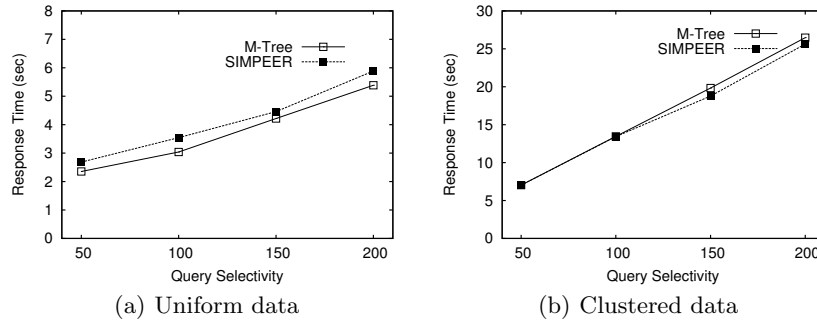 8
7
6
5
4
3
2
1
0
Response Time (sec)
M-Tree
SIMPEER
50 100 150 200
Query Selectivity
(a) Uniform data
30
25
20
15
10
5
0
Response Time (sec)
M-Tree
SIMPEER
50 100 150 200
Query Selectivity
(b) Clustered data